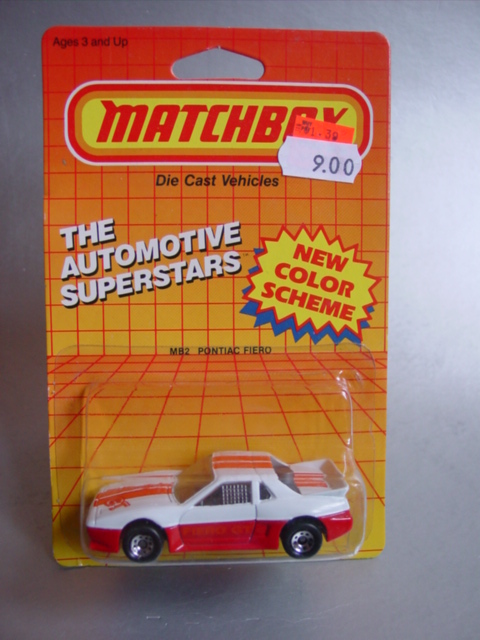 Ages 3 and Up
MATCHBOX
9.00
Die Cast Vehicles
THE
AUTOMOTIVE
SUPERSTARS
NEW
COLOR
SCHEME
MB2 PONTIAC FIERO